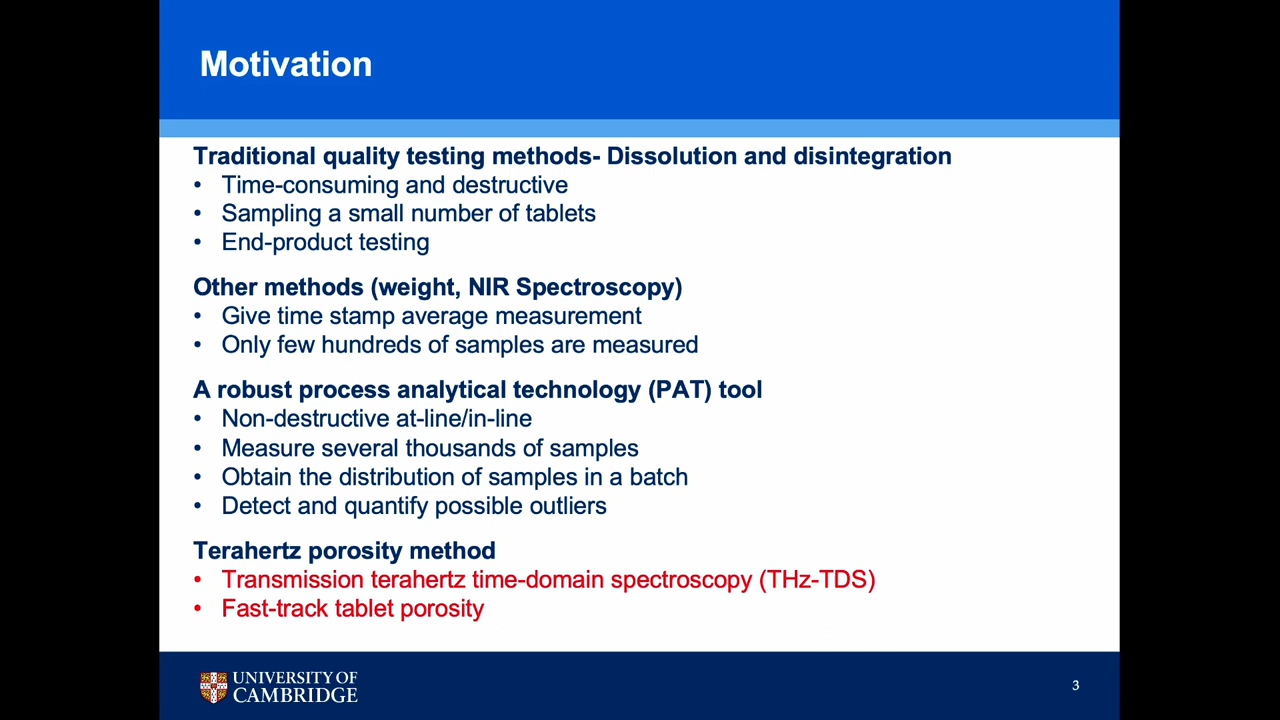 Motivation
Traditional quality testing methods- Dissolution and disintegration
• Time-consuming and destructive
• Sampling a small number of tablets
• End-product testing
Other methods (weight, NIR Spectroscopy)
• Give time stamp average measurement
• Only few hundreds of samples are measured
A robust process analytical technology (PAT) tool
• Non-destructive at-line/in-line
• Measure several thousands of samples
• Obtain the distribution of samples in a batch
• Detect and quantify possible outliers
Terahertz porosity method
• Transmission terahertz time-domain spectroscopy (THz-TDS)
• Fast-track tablet porosity
UNIVERSITY OF
CAMBRIDGE
3